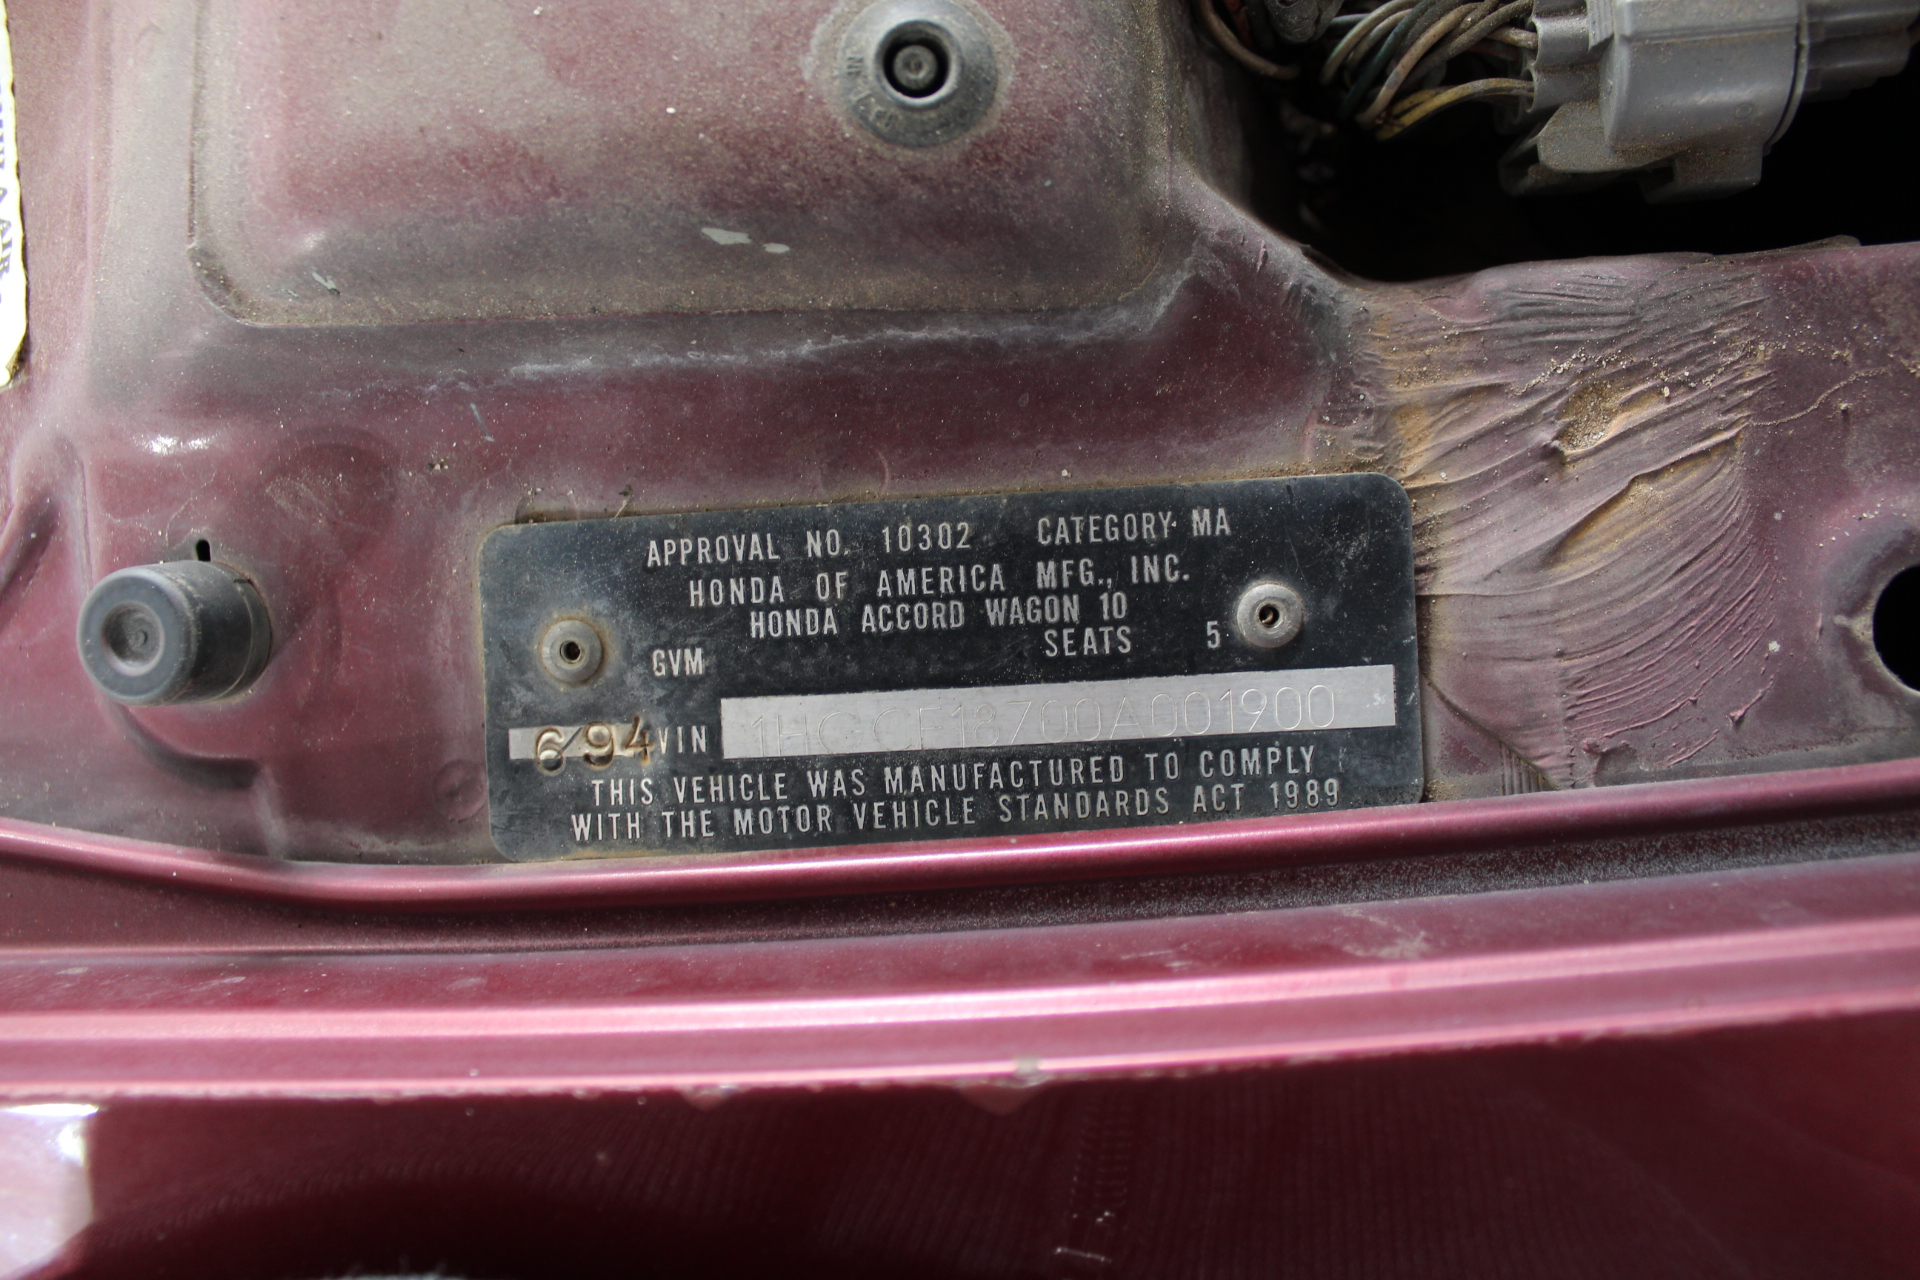 APPROVAL NO. 10302 CATEGORY MA
HONDA OF AMERICA MFG., INC.
HONDA ACCORD WAGON 10
GVM SEATS 5
6/94 VIN 1HGCE18700A001900
THIS VEHICLE WAS MANUFACTURED TO COMPLY
WITH THE MOTOR VEHICLE STANDARDS ACT 1989